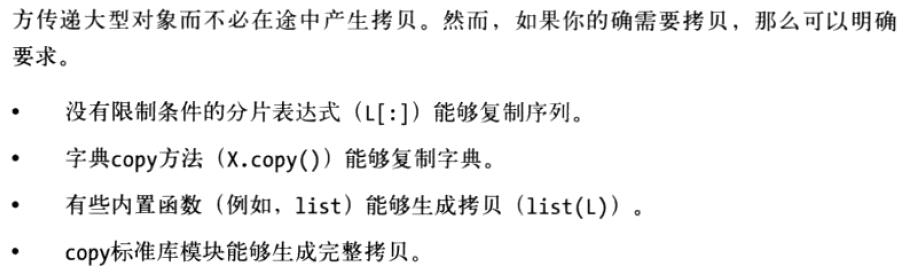 方传递大型对象而不必在途中产生拷贝。然而，如果你的确需要拷贝，那么可以明确
要求。
• 没有限制条件的分片表达式（L[:]）能够复制序列。
• 字典copy方法（X.copy()）能够复制字典。
• 有些内置函数（例如，list）能够生成拷贝（list(L)）。
• copy标准库模块能够生成完整拷贝。